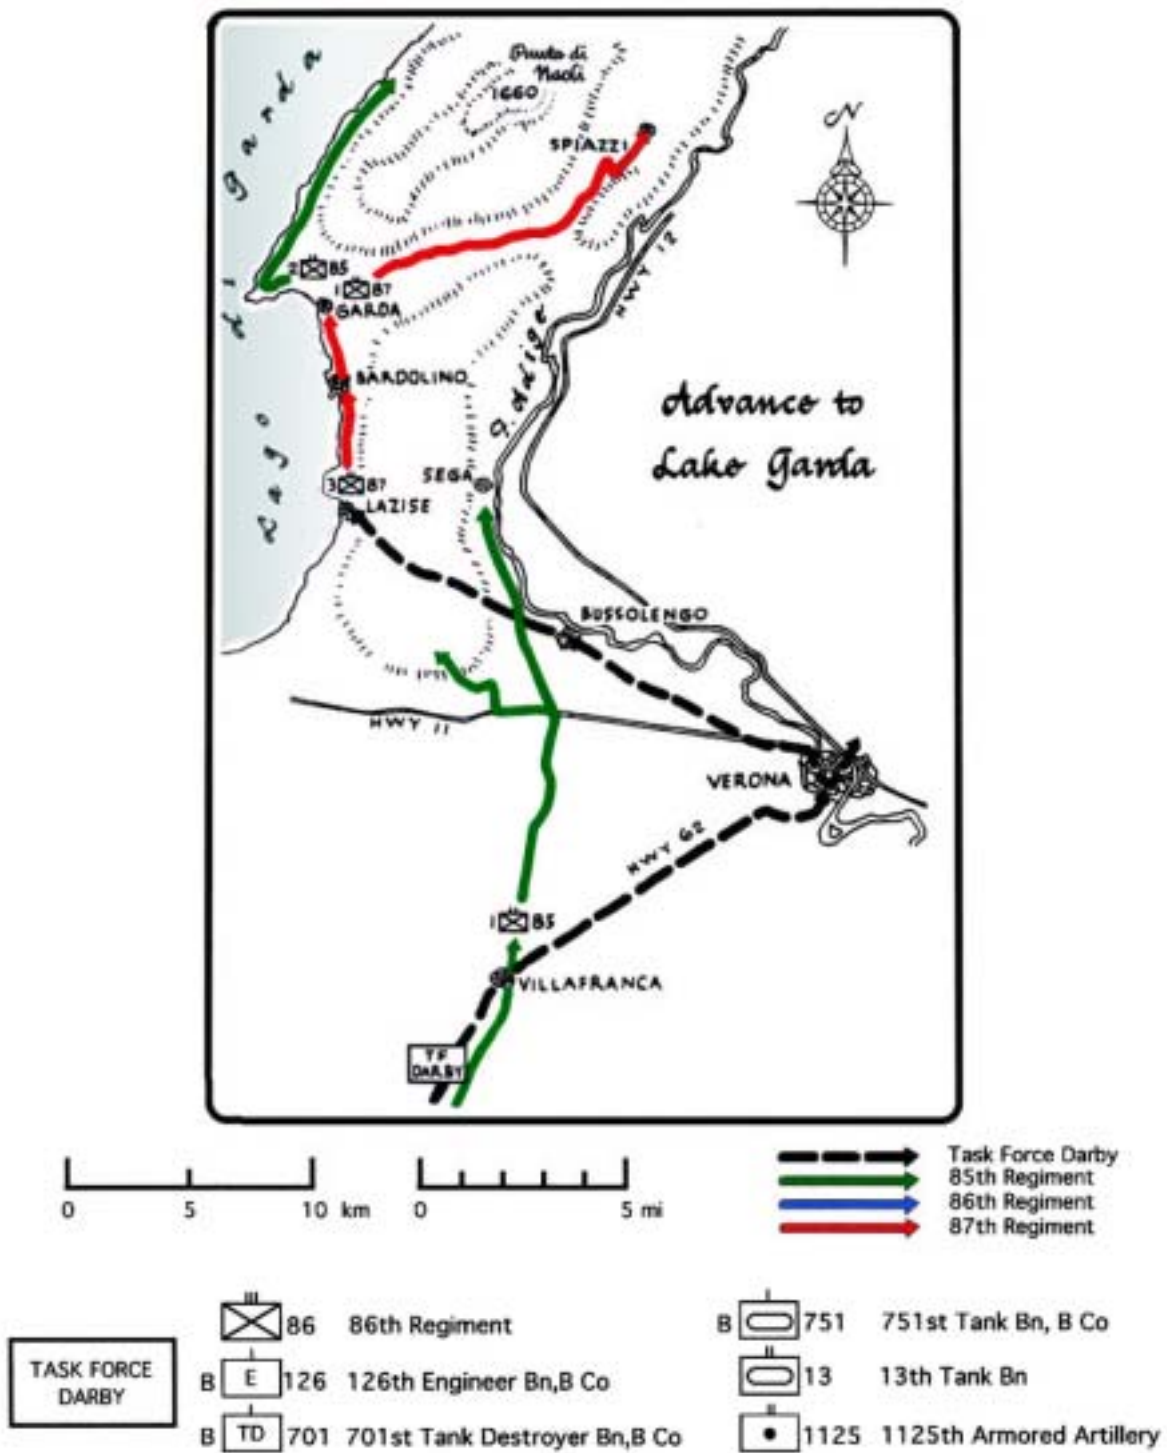 Punta di
Naoli
1660
SPIAZZI
N
Lago di Garda
HWY 12
2 85
1 87
GARDA
BARDOLINO
Advance to
Lake Garda
SEGA
3 87
LAZISE
BUSSOLENGO
HWY 11
VERONA
HWY 62
1 85
VILLAFRANCA
TF
DARBY
0 5 10 km
0 5 mi
Task Force Darby
85th Regiment
86th Regiment
87th Regiment
TASK FORCE
DARBY
III
86 86th Regiment
I
B E 126 126th Engineer Bn,B Co
I
B TD 701 701st Tank Destroyer Bn,B Co
I
B 751 751st Tank Bn, B Co
II
13 13th Tank Bn
II
1125 1125th Armored Artillery